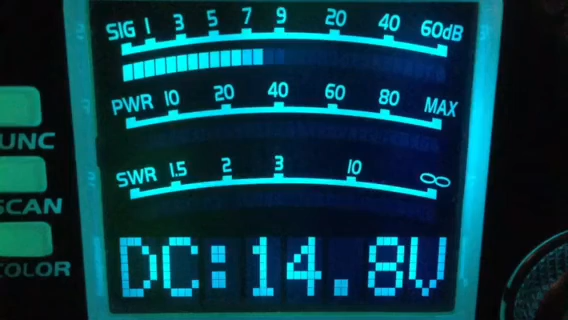 SIG 1 3 5 7 9 20 40 60dB
PWR 10 20 40 60 80 MAX
UNC
SWR 1.5 2 3 10 ∞
SCAN
COLOR
DC:14.8V